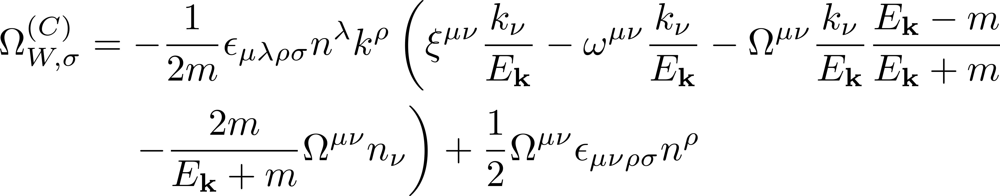 \Omega_{W,\sigma}^{(C)} = -\frac{1}{2m}\epsilon_{\mu\lambda\rho\sigma}n^{\lambda}k^{\rho}\left(\xi^{\mu\nu}\frac{k_{\nu}}{E_{\mathbf{k}}} - \omega^{\mu\nu}\frac{k_{\nu}}{E_{\mathbf{k}}} - \Omega^{\mu\nu}\frac{k_{\nu}}{E_{\mathbf{k}}}\frac{E_{\mathbf{k}}-m}{E_{\mathbf{k}}+m}\right.
\left.-\frac{2m}{E_{\mathbf{k}}+m}\Omega^{\mu\nu}n_{\nu}\right) + \frac{1}{2}\Omega^{\mu\nu}\epsilon_{\mu\nu\rho\sigma}n^{\rho}